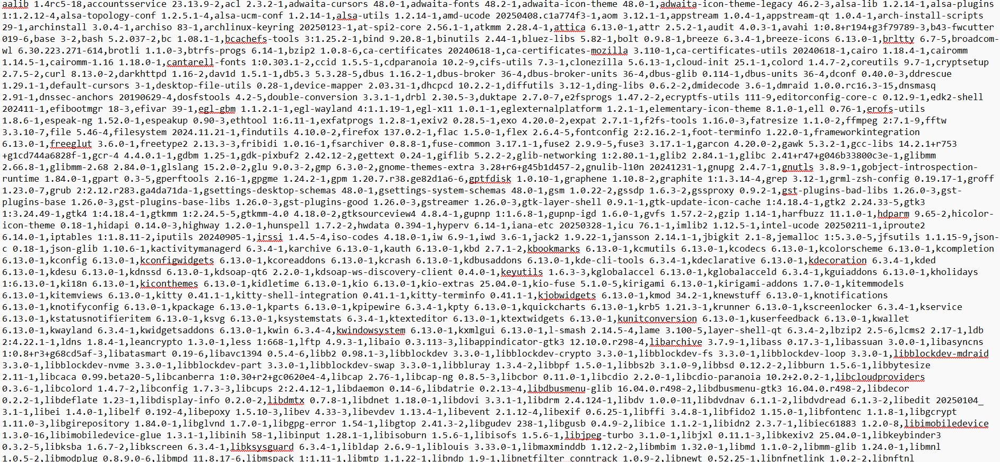 aalib 1.4rc5-18,accountsservice 23.13.9-2,acl 2.3.2-1,adwaita-cursors 48.0-1,adwaita-fonts 48.2-1,adwaita-icon-theme 48.0-1,adwaita-icon-theme-legacy 46.2-3,alsa-lib 1.2.14-1,alsa-plugins
1:1.2.12-4,alsa-topology-conf 1.2.5.1-4,alsa-ucm-conf 1.2.14-1,alsa-utils 1.2.14-1,amd-ucode 20250408.c1a774f3-1,aom 3.12.1-1,appstream 1.0.4-1,appstream-qt 1.0.4-1,arch-install-scripts
29-1,archinstall 3.0.4-1,archiso 83-1,archlinux-keyring 20250123-1,at-spi2-core 2.56.1-1,atkmm 2.28.4-1,attica 6.13.0-1,attr 2.5.2-1,audit 4.0.3-1,avahi 1:0.8+r194+g3f79789-3,b43-fwcutter
019-6,base 3-2,bash 5.2.037-2,bc 1.08.1-1,bcachefs-tools 3:1.25.2-1,bind 9.20.8-1,binutils 2.44-1,bluez-libs 5.82-1,bolt 0.9.8-1,breeze 6.3.4-1,breeze-icons 6.13.0-1,brltty 6.7-5,broadcom-
wl 6.30.223.271-614,brotli 1.1.0-3,btrfs-progs 6.14-1,bzip2 1.0.8-6,ca-certificates 20240618-1,ca-certificates-mozilla 3.110-1,ca-certificates-utils 20240618-1,cairo 1.18.4-1,cairomm
1.14.5-1,cairomm-1.16 1.18.0-1,cantarell-fonts 1:0.303.1-2,ccid 1.5.5-1,cdparanoia 10.2-9,cifs-utils 7.3-1,clonezilla 5.6.13-1,cloud-init 25.1-1,colord 1.4.7-2,coreutils 9.7-1,cryptsetup
2.7.5-2,curl 8.13.0-2,darkhttpd 1.16-2,dav1d 1.5.1-1,db5.3 5.3.28-5,dbus 1.16.2-1,dbus-broker 36-4,dbus-broker-units 36-4,dbus-glib 0.114-1,dbus-units 36-4,dconf 0.40.0-3,ddrescue
1.29.1-1,default-cursors 3-1,desktop-file-utils 0.28-1,device-mapper 2.03.31-1,dhcpcd 10.2.2-1,diffutils 3.12-1,ding-libs 0.6.2-2,dmidecode 3.6-1,dmraid 1.0.0.rc16.3-15,dnsmasq
2.91-1,dnssec-anchors 20190629-4,dosfstools 4.2-5,double-conversion 3.3.1-1,drbl 2.30.5-3,duktape 2.7.0-7,e2fsprogs 1.47.2-2,ecryptfs-utils 111-9,editorconfig-core-c 0.12.9-1,edk2-shell
202411-1,efibootmgr 18-3,efivar 39-1,egl-gbm 1.1.2.1-1,egl-wayland 4:1.1.19-1,egl-x11 1.0.1-1,eglexternalplatform 1.2.1-1,elementary-icon-theme 8.1.0-1,ell 0.76-1,erofs-utils
1.8.6-1,espeak-ng 1.52.0-1,espeakup 0.90-3,ethtool 1:6.11-1,exfatprogs 1.2.8-1,exiv2 0.28.5-1,exo 4.20.0-2,expat 2.7.1-1,f2fs-tools 1.16.0-3,fatresize 1.1.0-2,ffmpeg 2:7.1-9,fftw
3.3.10-7,file 5.46-4,filesystem 2024.11.21-1,findutils 4.10.0-2,firefox 137.0.2-1,flac 1.5.0-1,flex 2.6.4-5,fontconfig 2:2.16.2-1,foot-terminfo 1.22.0-1,frameworkintegration
6.13.0-1,freeglut 3.6.0-1,freetype2 2.13.3-3,fribidi 1.0.16-1,fsarchiver 0.8.8-1,fuse-common 3.17.1-1,fuse2 2.9.9-5,fuse3 3.17.1-1,garcon 4.20.0-2,gawk 5.3.2-1,gcc-libs 14.2.1+r753
+g1cd744a6828f-1,gcr-4 4.4.0.1-1,gdbm 1.25-1,gdk-pixbuf2 2.42.12-2,gettext 0.24-1,giflib 5.2.2-2,glib-networking 1:2.80.1-1,glib2 2.84.1-1,glibc 2.41+r47+g046b33800c3e-1,glibmm
2.66.8-1,glibmm-2.68 2.84.0-1,glslang 15.2.0-2,glu 9.0.3-2,gmp 6.3.0-2,gnome-themes-extra 3.28+r6+g45b1d457-2,gnulib-l10n 20241231-1,gnupg 2.4.7-1,gnutls 3.8.9-1,gobject-introspection-
runtime 1.84.0-1,gpart 0.3-5,gperftools 2.16-1,gpgme 1.24.2-1,gpm 1.20.7.r38.ge82d1a6-6,gptfdisk 1.0.10-1,graphene 1.10.8-2,graphite 1:1.3.14-4,grep 3.12-1,grml-zsh-config 0.19.17-1,groff
1.23.0-7,grub 2:2.12.r283.ga4da71da-1,gsettings-desktop-schemas 48.0-1,gsettings-system-schemas 48.0-1,gsm 1.0.22-2,gssdp 1.6.3-2,gssproxy 0.9.2-1,gst-plugins-bad-libs 1.26.0-3,gst-
plugins-base 1.26.0-3,gst-plugins-base-libs 1.26.0-3,gst-plugins-good 1.26.0-3,gstreamer 1.26.0-3,gtk-layer-shell 0.9.1-1,gtk-update-icon-cache 1:4.18.4-1,gtk2 2.24.33-5,gtk3
1:3.24.49-1,gtk4 1:4.18.4-1,gtkmm 1:2.24.5-5,gtkmm-4.0 4.18.0-2,gtksourceview4 4.8.4-1,gupnp 1:1.6.8-1,gupnp-igd 1.6.0-1,gvfs 1.57.2-2,gzip 1.14-1,harfbuzz 11.1.0-1,hdparm 9.65-2,hicolor-
icon-theme 0.18-1,hidapi 0.14.0-3,highway 1.2.0-1,hunspell 1.7.2-2,hwdata 0.394-1,hyperv 6.14-1,iana-etc 20250328-1,icu 76.1-1,imlib2 1.12.5-1,intel-ucode 20250211-1,iproute2
6.14.0-1,iptables 1:1.8.11-2,iputils 20240905-1,irssi 1.4.5-4,iso-codes 4.18.0-1,iw 6.9-1,iwd 3.6-1,jack2 1.9.22-1,jansson 2.14.1-1,jbigkit 2.1-8,jemalloc 1:5.3.0-5,jfsutils 1.1.15-9,json-
c 0.18-1,json-glib 1.10.6-1,kactivitymanagerd 6.3.4-1,karchive 6.13.0-1,kauth 6.13.0-1,kbd 2.7.1-2,kbookmarks 6.13.0-1,kcmutils 6.13.0-1,kcodecs 6.13.0-1,kcolorscheme 6.13.0-1,kcompletion
6.13.0-1,kconfig 6.13.0-1,kconfigwidgets 6.13.0-1,kcoreaddons 6.13.0-1,kcrash 6.13.0-1,kdbusaddons 6.13.0-1,kde-cli-tools 6.3.4-1,kdeclarative 6.13.0-1,kdecoration 6.3.4-1,kded
6.13.0-1,kdesu 6.13.0-1,kdnssd 6.13.0-1,kdsoap-qt6 2.2.0-1,kdsoap-ws-discovery-client 0.4.0-1,keyutils 1.6.3-3,kglobalaccel 6.13.0-1,kglobalacceld 6.3.4-1,kguiaddons 6.13.0-1,kholidays
1:6.13.0-1,ki18n 6.13.0-1,kiconthemes 6.13.0-1,kidletime 6.13.0-1,kio 6.13.0-1,kio-extras 25.04.0-1,kio-fuse 5.1.0-5,kirigami 6.13.0-1,kirigami-addons 1.7.0-1,kitemmodels
6.13.0-1,kitemviews 6.13.0-1,kitty 0.41.1-1,kitty-shell-integration 0.41.1-1,kitty-terminfo 0.41.1-1,kjobwidgets 6.13.0-1,kmod 34.2-1,knewstuff 6.13.0-1,knotifications
6.13.0-1,knotifyconfig 6.13.0-1,kpackage 6.13.0-1,kparts 6.13.0-1,kpipewire 6.3.4-1,kpty 6.13.0-1,kquickcharts 6.13.0-1,krb5 1.21.3-1,krunner 6.13.0-1,kscreenlocker 6.3.4-1,kservice
6.13.0-1,kstatusnotifieritem 6.13.0-1,ksvg 6.13.0-1,ksystemstats 6.3.4-1,ktexteditor 6.13.0-1,ktextwidgets 6.13.0-1,kunitconversion 6.13.0-1,kuserfeedback 6.13.0-1,kwallet
6.13.0-1,kwayland 6.3.4-1,kwidgetsaddons 6.13.0-1,kwin 6.3.4-4,kwindowsystem 6.13.0-1,kxmlgui 6.13.0-1,l-smash 2.14.5-4,lame 3.100-5,layer-shell-qt 6.3.4-2,lbzip2 2.5-6,lcms2 2.17-1,ldb
2:4.22.1-1,ldns 1.8.4-1,leancrypto 1.3.0-1,less 1:668-1,lftp 4.9.3-1,libaio 0.3.113-3,libappindicator-gtk3 12.10.0.r298-4,libarchive 3.7.9-1,libass 0.17.3-1,libassuan 3.0.0-1,libasyncns
1:0.8+r3+g68cd5af-3,libatasmart 0.19-6,libavc1394 0.5.4-6,libb2 0.98.1-3,libblockdev 3.3.0-1,libblockdev-crypto 3.3.0-1,libblockdev-fs 3.3.0-1,libblockdev-loop 3.3.0-1,libblockdev-mdraid
3.3.0-1,libblockdev-nvme 3.3.0-1,libblockdev-part 3.3.0-1,libblockdev-swap 3.3.0-1,libbluray 1.3.4-2,libbpf 1.5.0-1,libbs2b 3.1.0-9,libbsd 0.12.2-2,libburn 1.5.6-1,libbytesize
2.11-1,libcaca 0.99.beta20-5,libcanberra 1:0.30+r2+gc0620e4-4,libcap 2.76-1,libcap-ng 0.8.5-3,libcbor 0.11.0-1,libcdio 2.2.0-1,libcdio-paranoia 10.2+2.0.2-1,libcloudproviders
0.3.6-1,libcolord 1.4.7-2,libconfig 1.7.3-3,libcups 2:2.4.12-1,libdaemon 0.14-6,libdatrie 0.2.13-4,libdbusmenu-glib 16.04.0.r498-2,libdbusmenu-gtk3 16.04.0.r498-2,libdecor
0.2.2-1,libdeflate 1.23-1,libdisplay-info 0.2.0-2,libdmtx 0.7.8-1,libdnet 1.18.0-1,libdovi 3.3.1-1,libdrm 2.4.124-1,libdv 1.0.0-11,libdvdnav 6.1.1-2,libdvdread 6.1.3-2,libedit 20250104_
3.1-1,libei 1.4.0-1,libelf 0.192-4,libepoxy 1.5.10-3,libev 4.33-3,libevdev 1.13.4-1,libevent 2.1.12-4,libexif 0.6.25-1,libffi 3.4.8-1,libfido2 1.15.0-1,libfontenc 1.1.8-1,libgcrypt
1.11.0-3,libgirepository 1.84.0-1,libglvnd 1.7.0-1,libgpg-error 1.54-1,libgtop 2.41.3-2,libgudev 238-1,libgusb 0.4.9-2,libice 1.1.2-1,libidn2 2.3.7-1,libiec61883 1.2.0-8,libimobiledevice
1.3.0-16,libimobiledevice-glue 1.3.1-1,libinih 58-1,libinput 1.28.1-1,libisoburn 1.5.6-1,libisofs 1.5.6-1,libjpeg-turbo 3.1.0-1,libjxl 0.11.1-3,libkexiv2 25.04.0-1,libkeybinder3
0.3.2-5,libksba 1.6.7-2,libkscreen 6.3.4-1,libksysguard 6.3.4-1,libldap 2.6.9-1,liblouis 3.33.0-1,libmaxminddb 1.12.2-2,libmbim 1.32.0-1,libmd 1.1.0-2,libmm-glib 1.24.0-1,libmnl
1.0.5-2,libmodplug 0.8.9.0-6,libmpd 11.8.17-6,libmspack 1:1.11-1,libmtp 1.1.22-1,libndp 1.9-1,libnetfilter_conntrack 1.0.9-2,libnewt 0.52.25-1,libnfnetlink 1.0.2-2,libnftnl